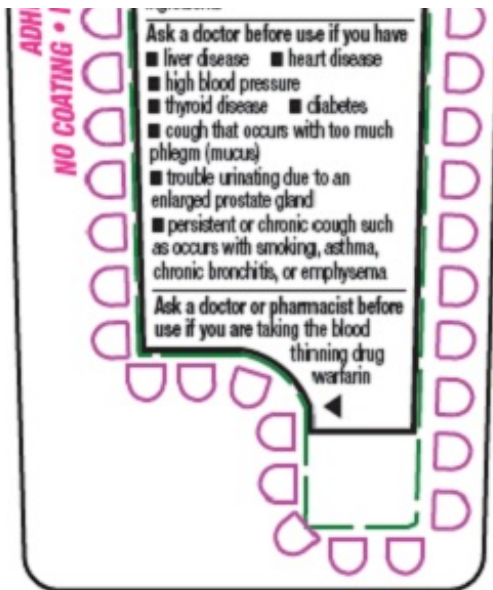 Ask a doctor before use if you have
■ liver disease ■ heart disease
■ high blood pressure
■ thyroid disease ■ diabetes
■ cough that occurs with too much
phlegm (mucus)
■ trouble urinating due to an
enlarged prostate gland
■ persistent or chronic cough such
as occurs with smoking, asthma,
chronic bronchitis, or emphysema
Ask a doctor or pharmacist before
use if you are taking the blood
thinning drug
warfarin
NO COATING •